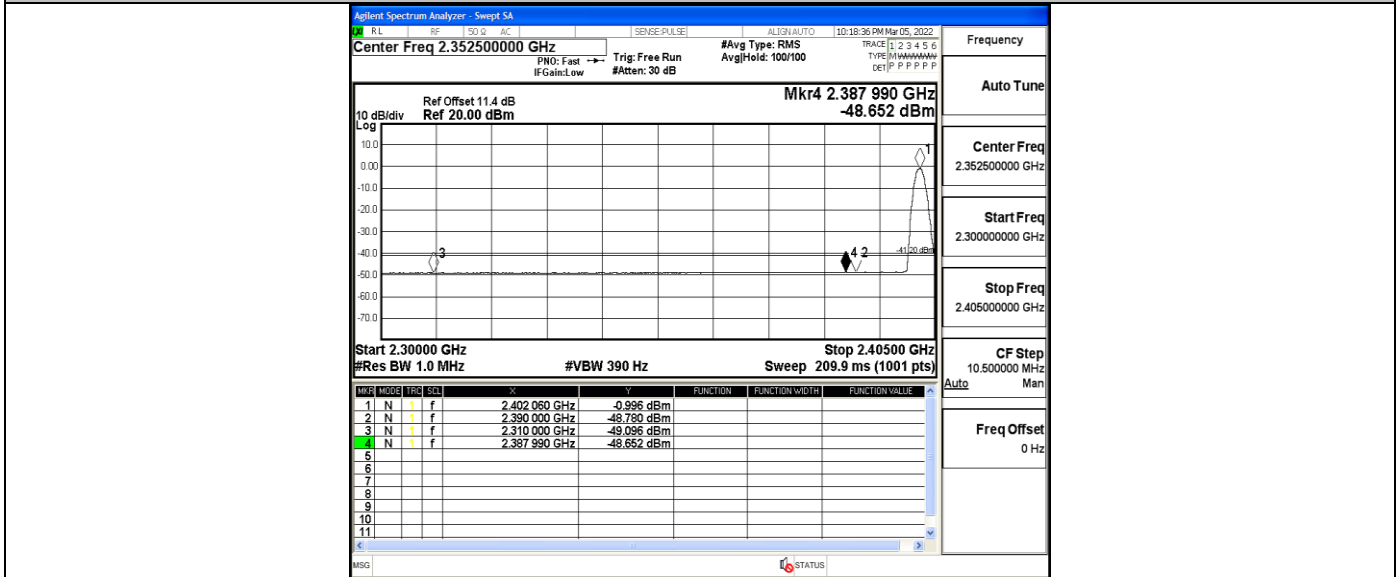 Agilent Spectrum Analyzer - Swept SA
RL RF 50 Ω AC SENSE:PULSE ALIGN AUTO 10:18:36 PM Mar 05, 2022
Center Freq 2.352500000 GHz
PNO: Fast
IFGain:Low
Trig: Free Run
#Atten: 30 dB
#Avg Type: RMS
Avg|Hold: 100/100
TRACE 1 2 3 4 5 6
TYPE MWWWWW
DET P P P P P P
Frequency
Auto Tune
Mkr4 2.387 990 GHz
-48.652 dBm
Ref Offset 11.4 dB
10 dB/div Ref 20.00 dBm
Log
10.0
0.00
-10.0
-20.0
-30.0
-40.0
-50.0
-60.0
-70.0
1
3
4 2
-41.20 dBm
Center Freq
2.352500000 GHz
Start Freq
2.300000000 GHz
Stop Freq
2.405000000 GHz
Start 2.30000 GHz Stop 2.40500 GHz
#Res BW 1.0 MHz #VBW 390 Hz Sweep 209.9 ms (1001 pts)
CF Step
10.500000 MHz
Auto Man
MKR MODE TRC SCL X Y FUNCTION FUNCTION WIDTH FUNCTION VALUE
1 N 1 f 2.402 060 GHz -0.996 dBm
2 N 1 f 2.390 000 GHz -48.780 dBm
3 N 1 f 2.310 000 GHz -49.096 dBm
4 N 1 f 2.387 990 GHz -48.652 dBm
5
6
7
8
9
10
11
Freq Offset
0 Hz
MSG STATUS